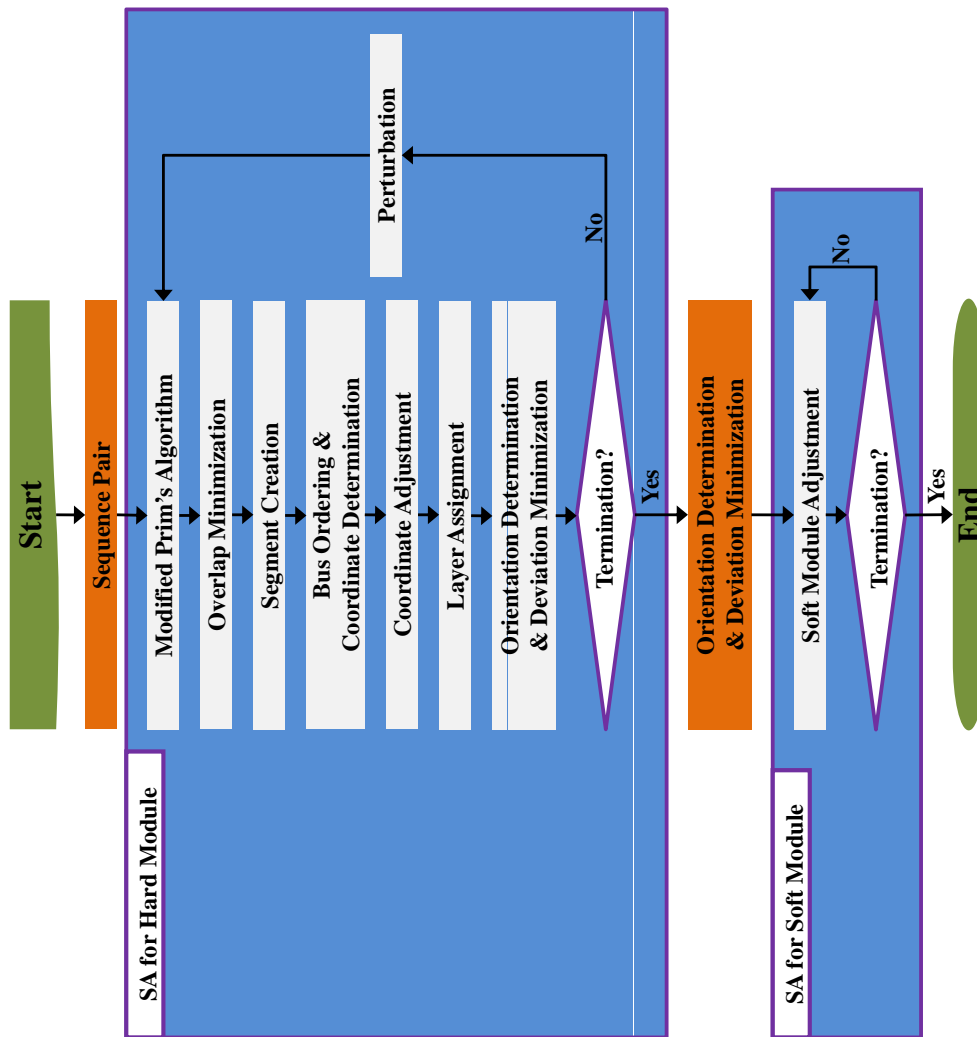 Start
Sequence Pair
SA for Hard Module
Modified Prim's Algorithm
Overlap Minimization
Segment Creation
Bus Ordering &
Coordinate Determination
Coordinate Adjustment
Layer Assignment
Orientation Determination
& Deviation Minimization
Termination?
No
Perturbation
Yes
Orientation Determination
& Deviation Minimization
SA for Soft Module
Soft Module Adjustment
Termination?
No
Yes
End